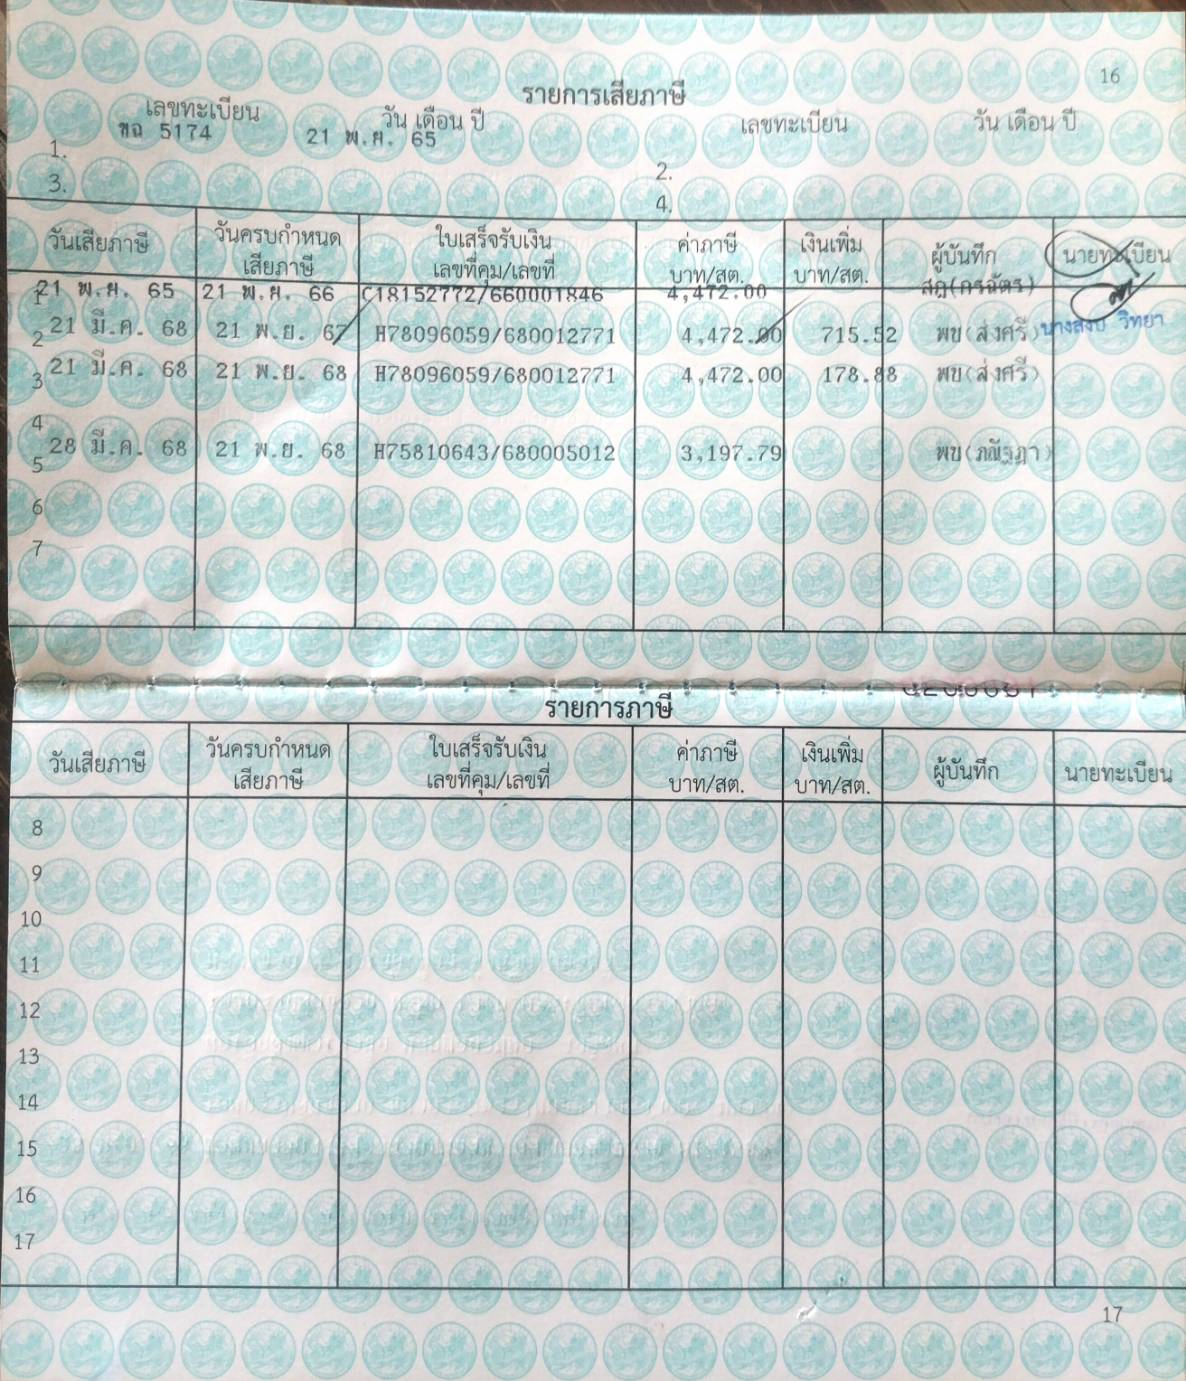 16
รายการเสียภาษี
เลขทะเบียน วัน เดือน ปี เลขทะเบียน วัน เดือน ปี
1. ขฉ 5174 21 พ.ย. 65 2.
3. 4.
วันเสียภาษี วันครบกำหนด ใบเสร็จรับเงิน ค่าภาษี เงินเพิ่ม ผู้บันทึก นายทะเบียน
เสียภาษี เลขที่คุม/เลขที่ บาท/สต. บาท/สต.
1 21 พ.ย. 65 21 พ.ย. 66 C18152772/660001846 4,472.00
2 21 มี.ค. 68 21 พ.ย. 67 H78096059/680012771 4,472.00 715.52 พข(ส่งศรี) วิทยา
3 21 มี.ค. 68 21 พ.ย. 68 H78096059/680012771 4,472.00 178.88 พข(ส่งศรี)
4
5 28 มี.ค. 68 21 พ.ย. 68 H75810643/680005012 3,197.79 พข(ภณัฐฎา)
6
7
รายการภาษี
วันเสียภาษี วันครบกำหนด ใบเสร็จรับเงิน ค่าภาษี เงินเพิ่ม ผู้บันทึก นายทะเบียน
เสียภาษี เลขที่คุม/เลขที่ บาท/สต. บาท/สต.
8
9
10
11
12
13
14
15
16
17
17